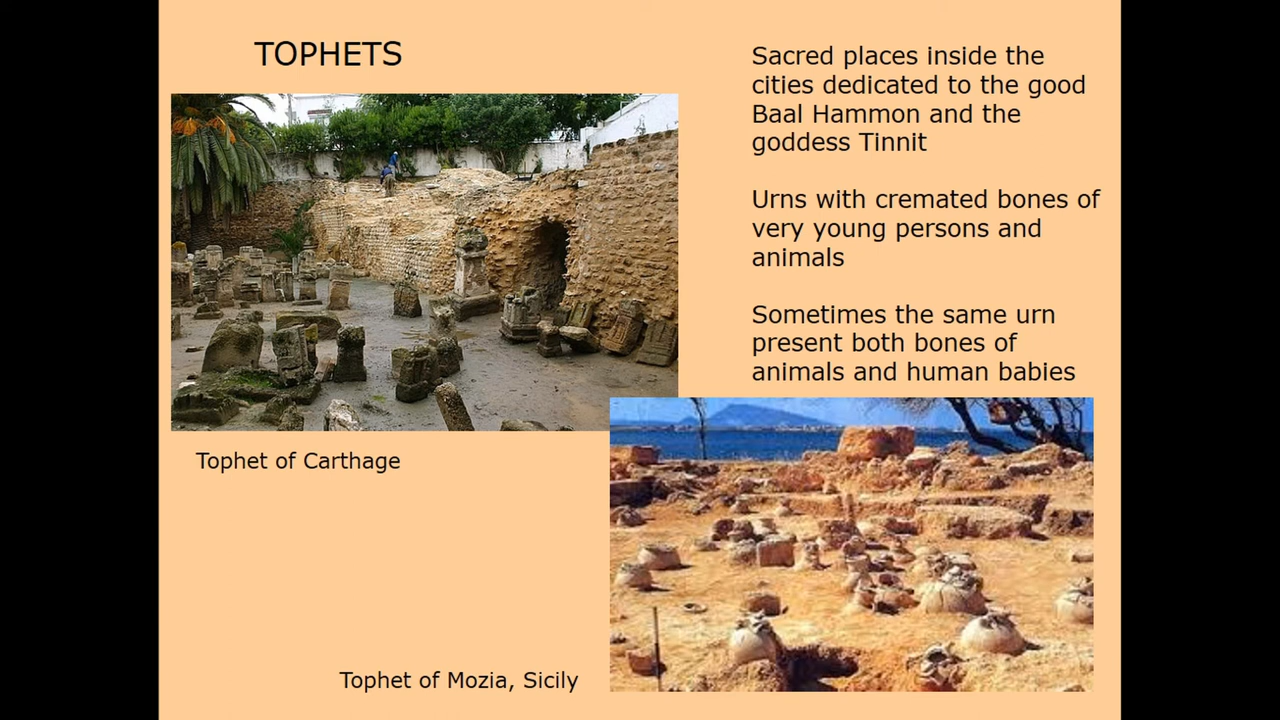 TOPHETS
Sacred places inside the
cities dedicated to the good
Baal Hammon and the
goddess Tinnit
Urns with cremated bones of
very young persons and
animals
Sometimes the same urn
present both bones of
animals and human babies
Tophet of Carthage
Tophet of Mozia, Sicily